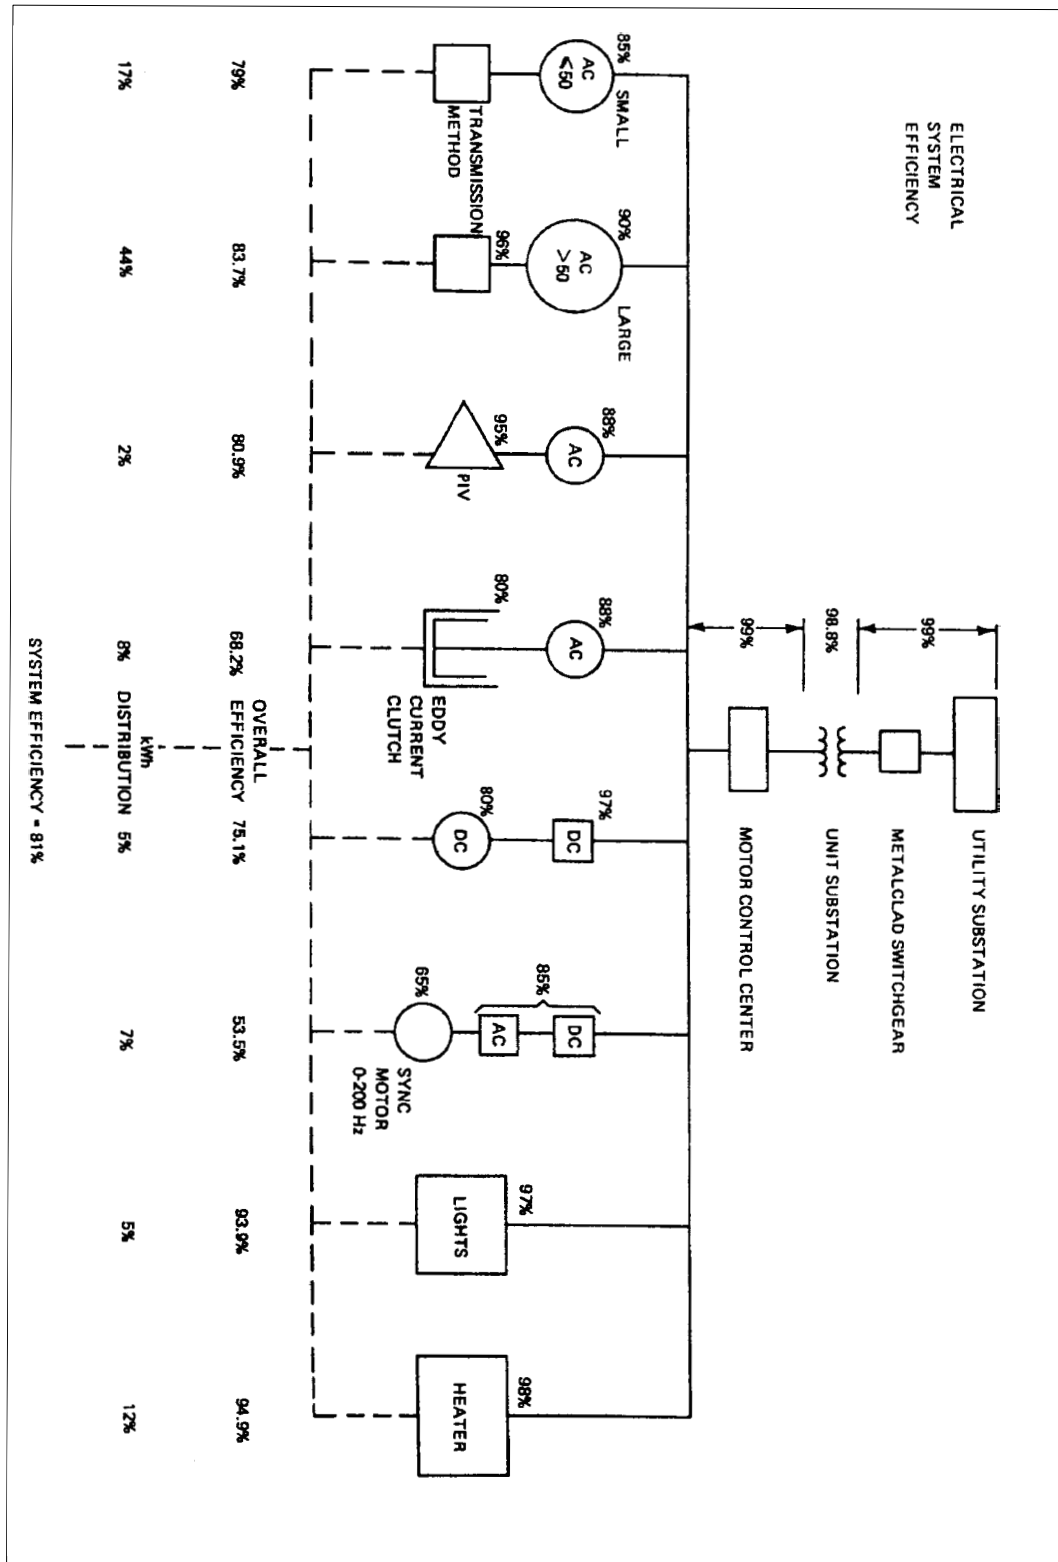 ELECTRICAL
SYSTEM
EFFICIENCY
UTILITY SUBSTATION
METALCLAD SWITCHGEAR
UNIT SUBSTATION
MOTOR CONTROL CENTER
99%
98.8%
99%
85%
SMALL
90%
LARGE
88%
88%
97%
85%
97%
98%
AC
≤50
AC
>50
AC
AC
DC
DC
AC
TRANSMISSION
METHOD
96%
95%
PIV
80%
EDDY
CURRENT
CLUTCH
80%
DC
65%
SYNC
MOTOR
0-200 Hz
LIGHTS
HEATER
OVERALL
EFFICIENCY
79%
83.7%
80.9%
68.2%
75.1%
53.5%
93.9%
94.9%
kWh
DISTRIBUTION
17%
44%
2%
8%
5%
7%
5%
12%
SYSTEM EFFICIENCY = 81%